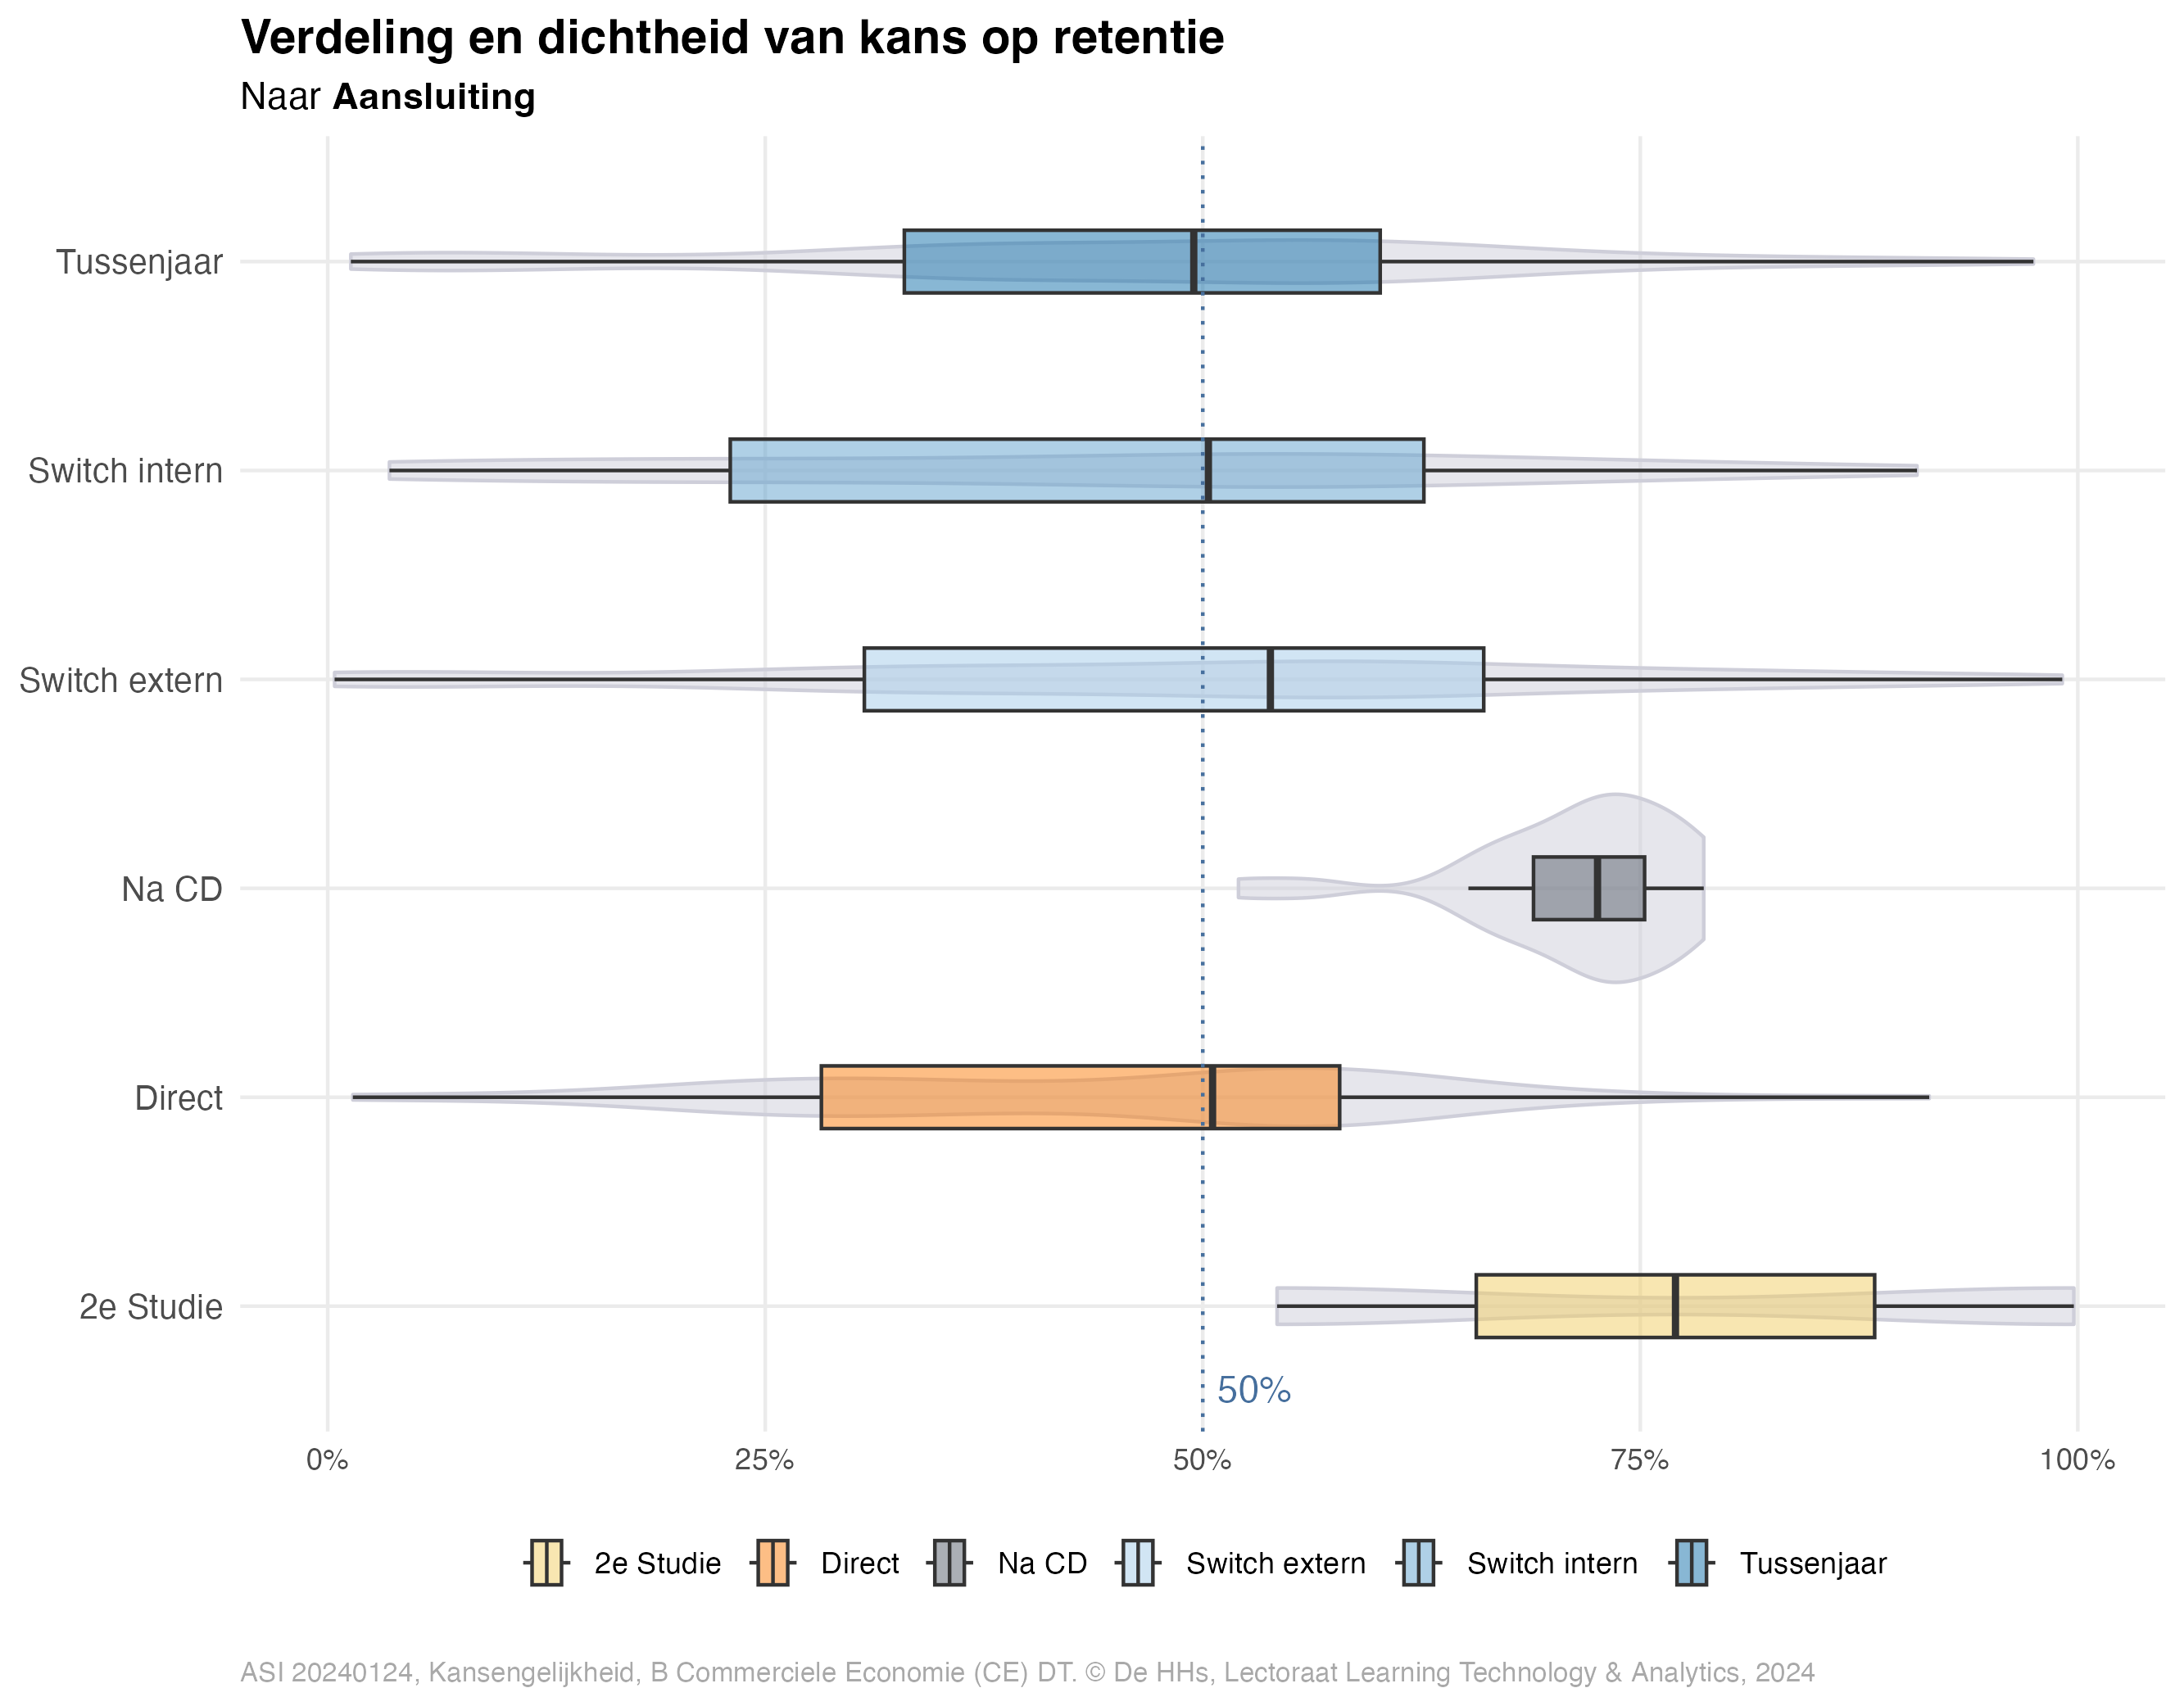 Verdeling en dichtheid van kans op retentie
Naar Aansluiting
Tussenjaar
Switch intern
Switch extern
Na CD
Direct
2e Studie
50%
0% 25% 50% 75% 100%
2e Studie Direct Na CD Switch extern Switch intern Tussenjaar
ASI 20240124, Kansengelijkheid, B Commerciele Economie (CE) DT. © De HHs, Lectoraat Learning Technology & Analytics, 2024